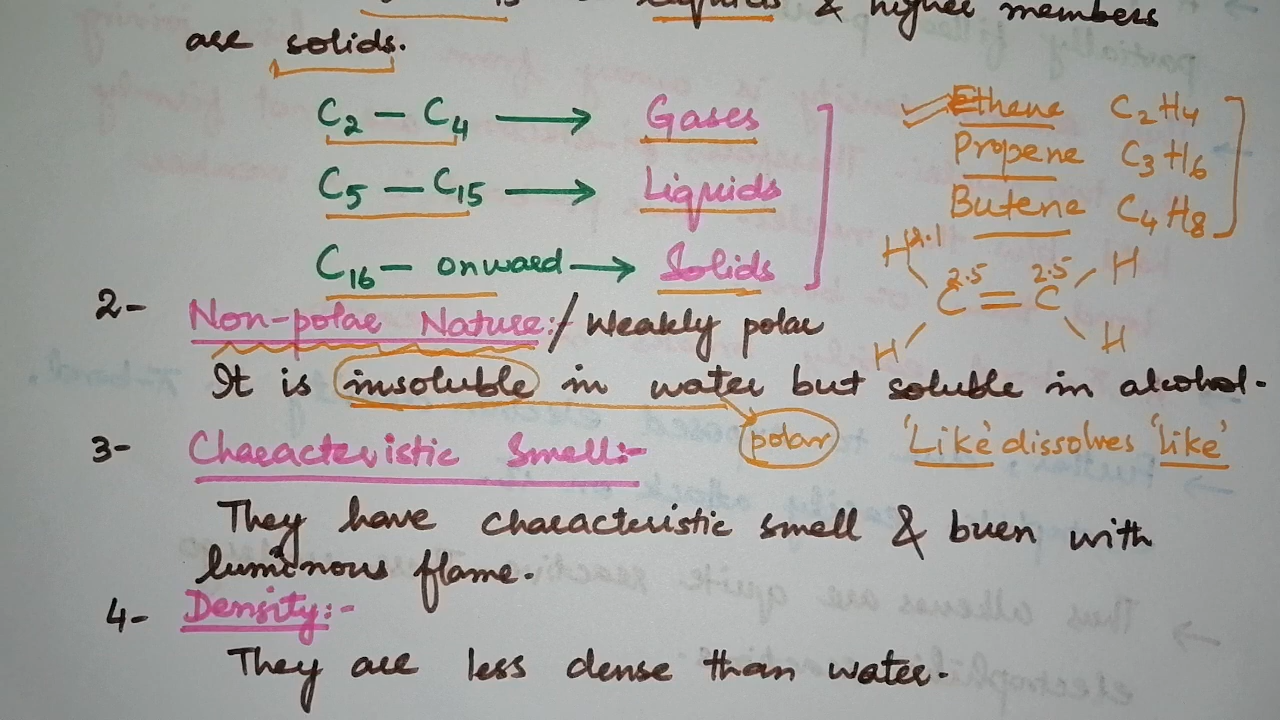 liquids & higher members
are solids.
C2 – C4 → Gases
C5 – C15 → Liquids
C16 – onward → Solids
Ethene C2H4
Propene C3H6
Butene C4H8
H 2.1 2.5 2.5 H
C = C
H H
2- Non-polar Nature:-/Weakly polar
It is insoluble in water but soluble in alcohol.
polar 'Like' dissolves 'like'
3- Characteristic Smell:-
They have characteristic smell & burn with
luminous flame.
4- Density:-
They are less dense than water.